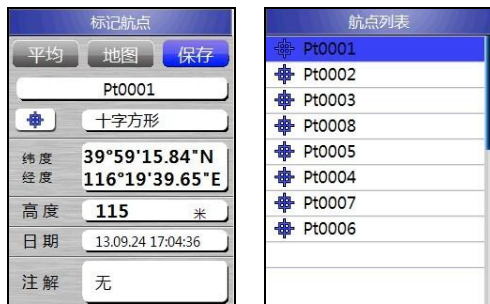 标记航点
平均 地图 保存
Pt0001
十字方形
纬度 39°59'15.84"N
经度 116°19'39.65"E
高度 115 米
日期 13.09.24 17:04:36
注解 无
航点列表
Pt0001
Pt0002
Pt0003
Pt0008
Pt0005
Pt0004
Pt0007
Pt0006